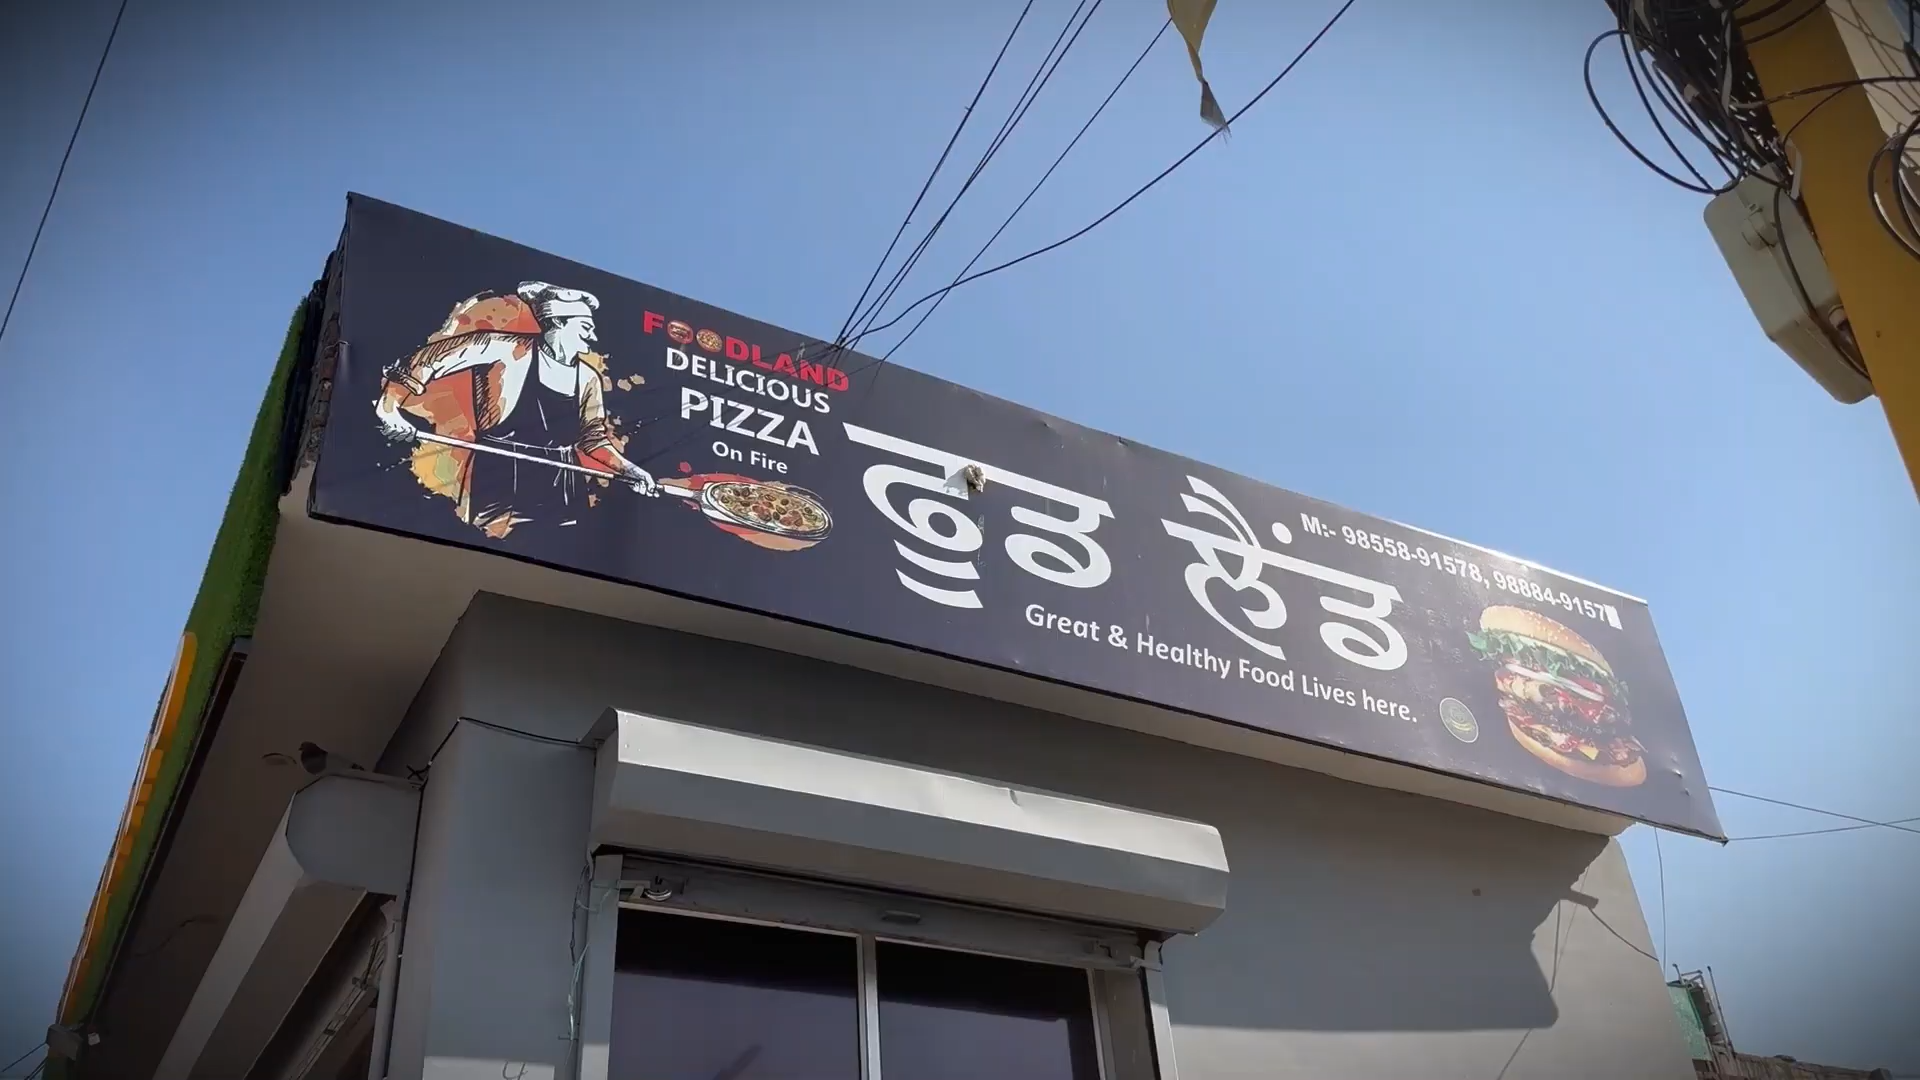 FOODLAND
DELICIOUS
PIZZA
On Fire
ਫੂਡ ਲੈਂਡ
M:- 98558-91578, 98884-9157
Great & Healthy Food Lives here.